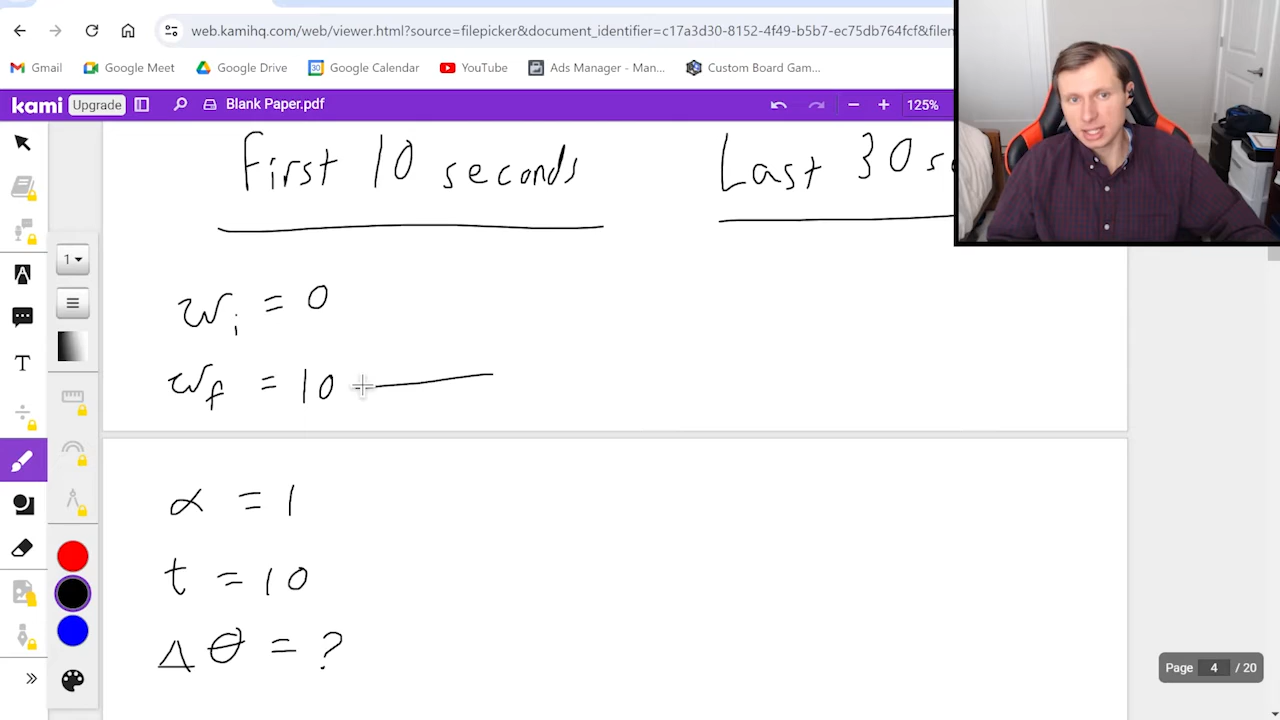 web.kamihq.com/web/viewer.html?source=filepicker&document_identifier=c17a3d30-8152-4f49-b5b7-ec75db764fcf&filen
Gmail Google Meet Google Drive 30 Google Calendar YouTube Ads Manager - Man... Custom Board Gam...
kami Upgrade Blank Paper.pdf 125%
First 10 seconds
Last 30 se
1
ωi = 0
ωf = 10
α = 1
t = 10
Δθ = ?
T
Page 4 / 20